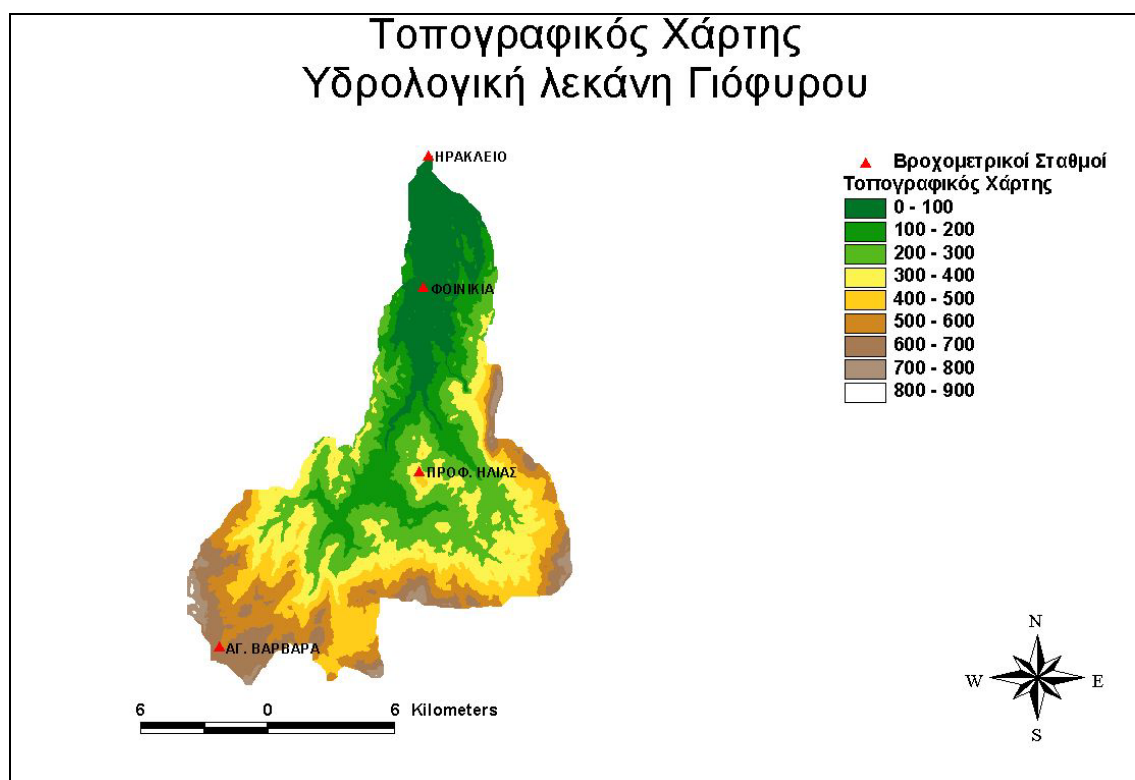 Τοπογραφικός Χάρτης
Υδρολογική λεκάνη Γιόφυρου
ΗΡΑΚΛΕΙΟ
ΦΟΙΝΙΚΙΑ
ΠΡΟΦ. ΗΛΙΑΣ
ΑΓ. ΒΑΡΒΑΡΑ
Βροχομετρικοί Σταθμοί
Τοπογραφικός Χάρτης
0 - 100
100 - 200
200 - 300
300 - 400
400 - 500
500 - 600
600 - 700
700 - 800
800 - 900
6 0 6 Kilometers
N
W E
S